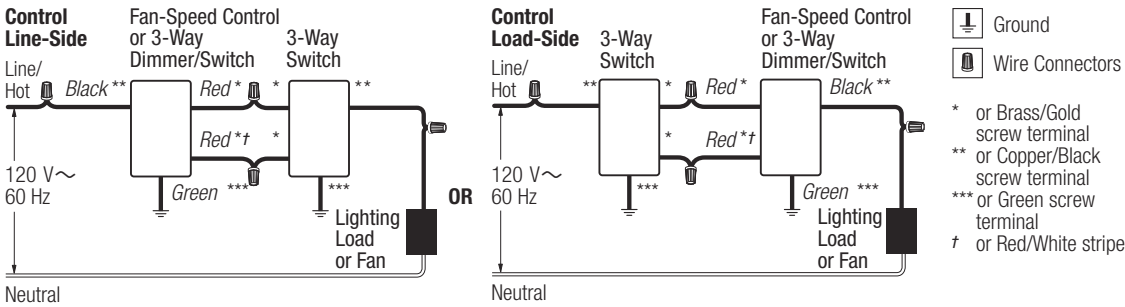 Control
Line-Side
Fan-Speed Control
or 3-Way
Dimmer/Switch
3-Way
Switch
Line/
Hot
Black **
Red *
*
**
Red *†
*
120 V～
60 Hz
Green ***
***
Lighting
Load
or Fan
Neutral
OR
Control
Load-Side
3-Way
Switch
Fan-Speed Control
or 3-Way
Dimmer/Switch
Line/
Hot
**
*
Red *
Black **
*
Red *†
120 V～
60 Hz
***
Green ***
Lighting
Load
or Fan
Neutral
Ground
Wire Connectors
* or Brass/Gold
screw terminal
** or Copper/Black
screw terminal
*** or Green screw
terminal
† or Red/White stripe